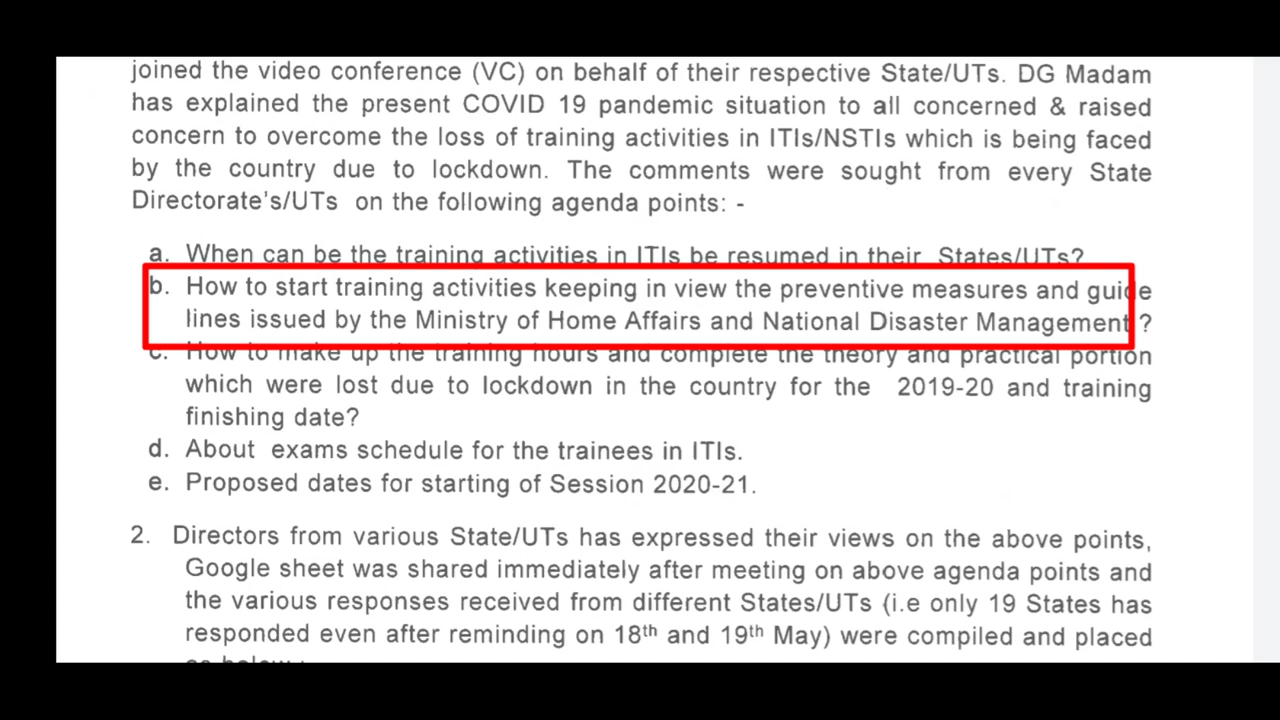 joined the video conference (VC) on behalf of their respective State/UTs. DG Madam
has explained the present COVID 19 pandemic situation to all concerned & raised
concern to overcome the loss of training activities in ITIs/NSTIs which is being faced
by the country due to lockdown. The comments were sought from every State
Directorate's/UTs on the following agenda points: -
a. When can be the training activities in ITIs be resumed in their States/UTs?
b. How to start training activities keeping in view the preventive measures and guide
lines issued by the Ministry of Home Affairs and National Disaster Management ?
c. How to make up the training hours and complete the theory and practical portion
which were lost due to lockdown in the country for the 2019-20 and training
finishing date?
d. About exams schedule for the trainees in ITIs.
e. Proposed dates for starting of Session 2020-21.
2. Directors from various State/UTs has expressed their views on the above points,
Google sheet was shared immediately after meeting on above agenda points and
the various responses received from different States/UTs (i.e only 19 States has
responded even after reminding on 18th and 19th May) were compiled and placed
as below :